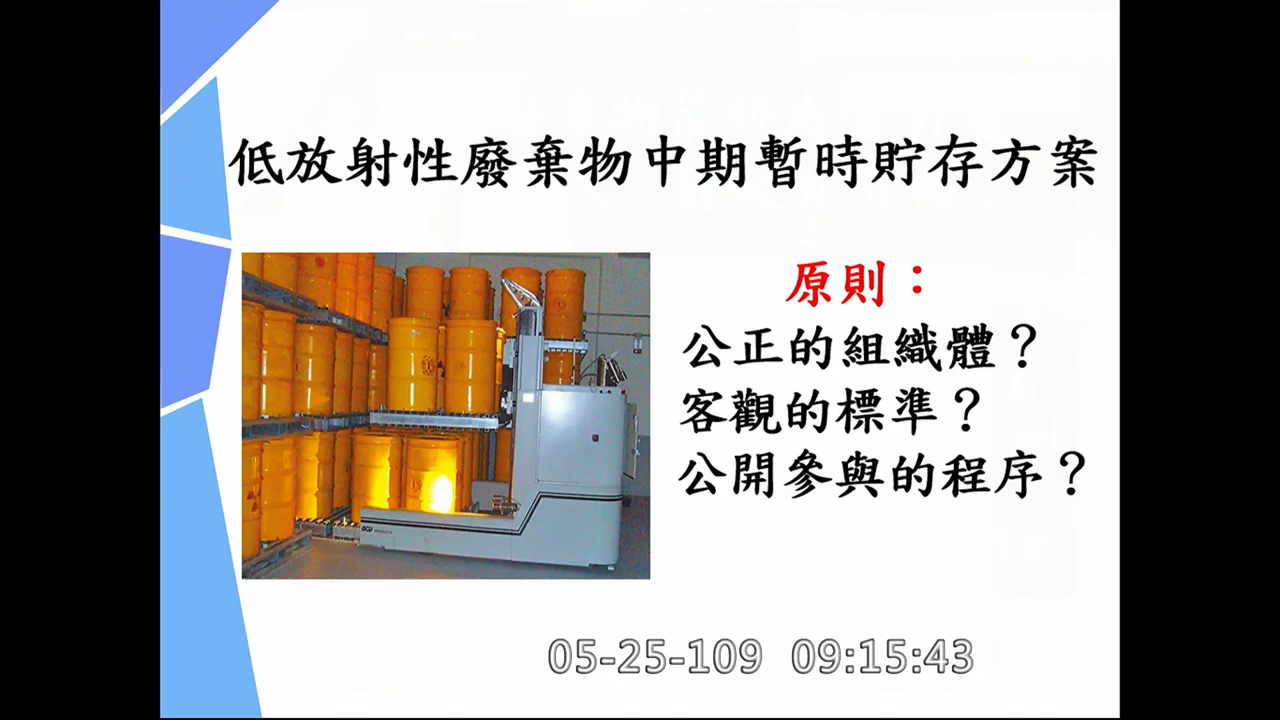 低放射性廢棄物中期暫時貯存方案
原則：
公正的組織體？
客觀的標準？
公開參與的程序？
05-25-109 09:15:43